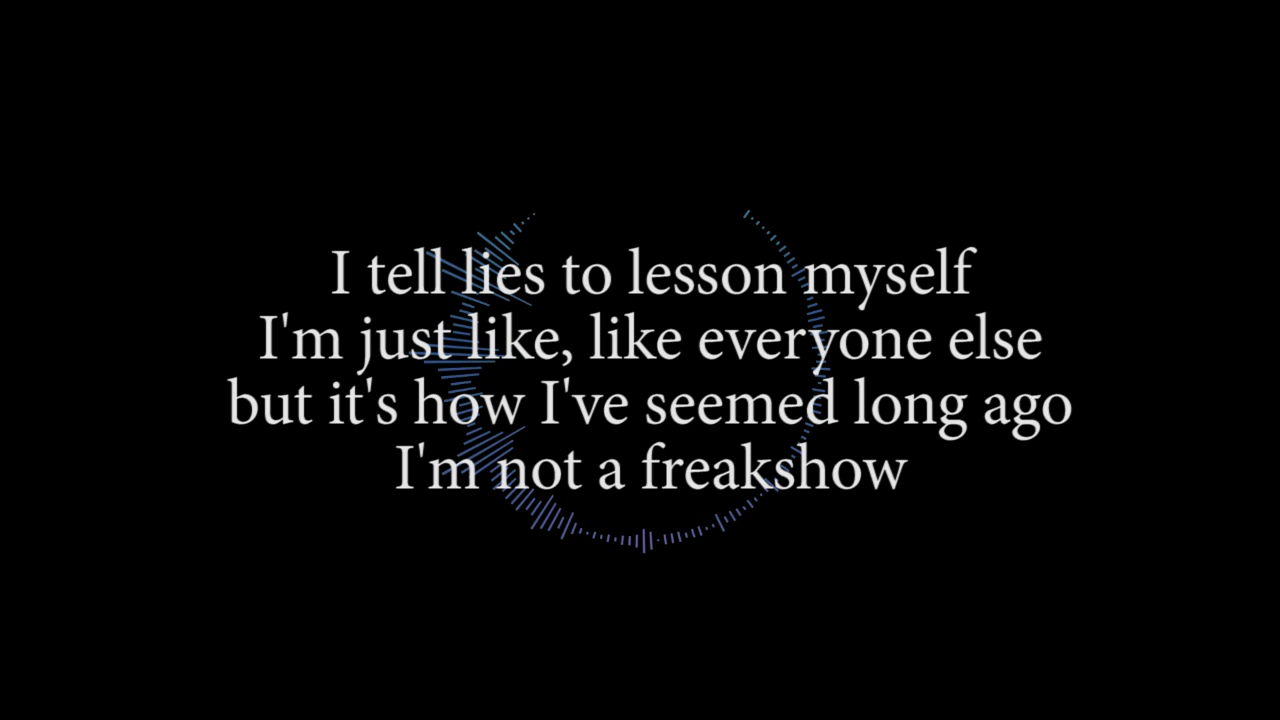 I tell lies to lesson myself
I'm just like, like everyone else
but it's how I've seemed long ago
I'm not a freakshow